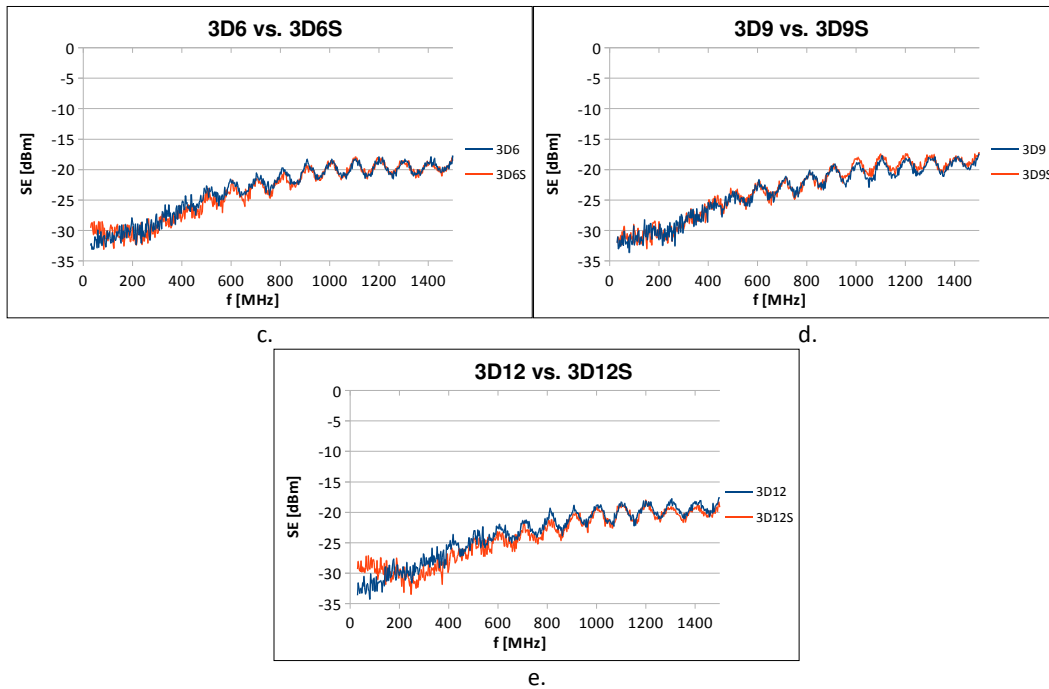 3D6 vs. 3D6S
0
-5
-10
-15
-20
-25
-30
-35
SE [dBm]
0 200 400 600 800 1000 1200 1400
f [MHz]
3D6
3D6S
c.
3D9 vs. 3D9S
0
-5
-10
-15
-20
-25
-30
-35
SE [dBm]
0 200 400 600 800 1000 1200 1400
f [MHz]
3D9
3D9S
d.
3D12 vs. 3D12S
0
-5
-10
-15
-20
-25
-30
-35
SE [dBm]
0 200 400 600 800 1000 1200 1400
f [MHz]
3D12
3D12S
e.